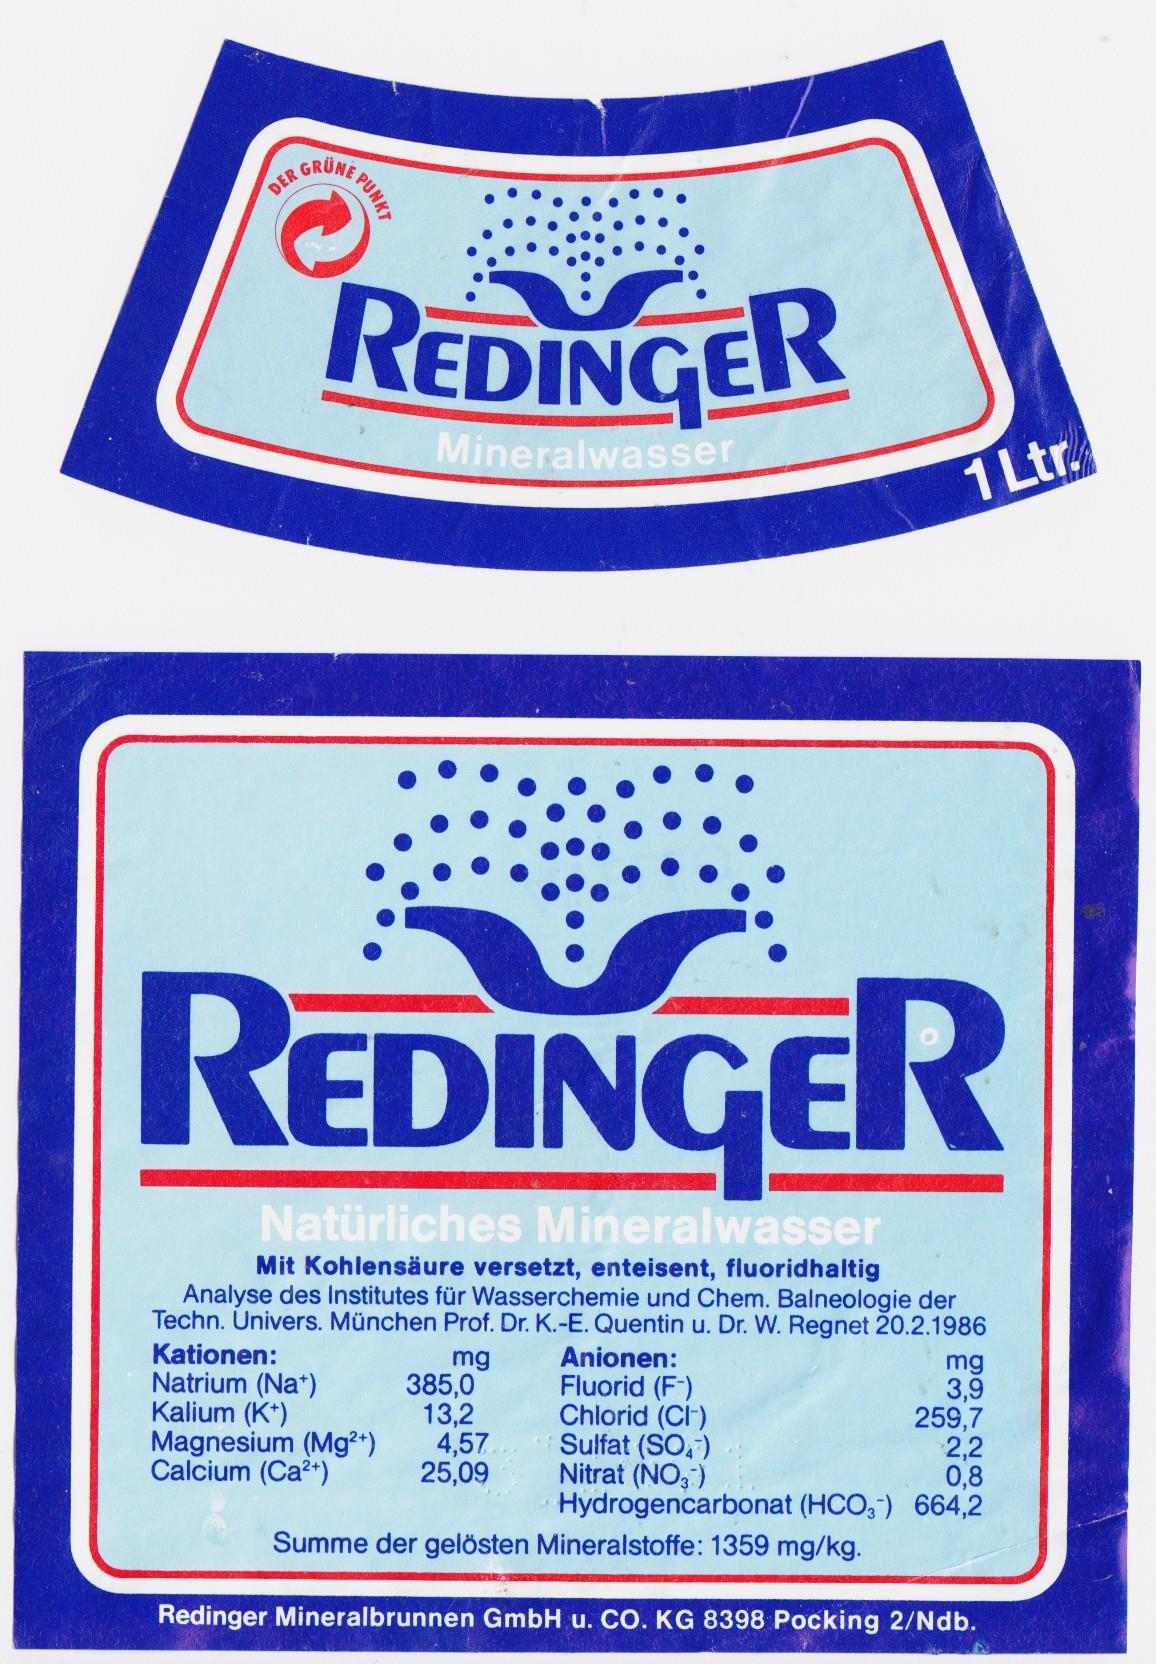 DER GRÜNE PUNKT
REDINGER
Mineralwasser
1 Ltr.
REDINGER
Natürliches Mineralwasser
Mit Kohlensäure versetzt, enteisent, fluoridhaltig
Analyse des Institutes für Wasserchemie und Chem. Balneologie der
Techn. Univers. München Prof. Dr. K.-E. Quentin u. Dr. W. Regnet 20.2.1986
Kationen: mg Anionen: mg
Natrium (Na⁺) 385,0 Fluorid (F⁻) 3,9
Kalium (K⁺) 13,2 Chlorid (Cl⁻) 259,7
Magnesium (Mg²⁺) 4,57 Sulfat (SO₄⁻) 2,2
Calcium (Ca²⁺) 25,09 Nitrat (NO₃⁻) 0,8
Hydrogencarbonat (HCO₃⁻) 664,2
Summe der gelösten Mineralstoffe: 1359 mg/kg.
Redinger Mineralbrunnen GmbH u. CO. KG 8398 Pocking 2/Ndb.